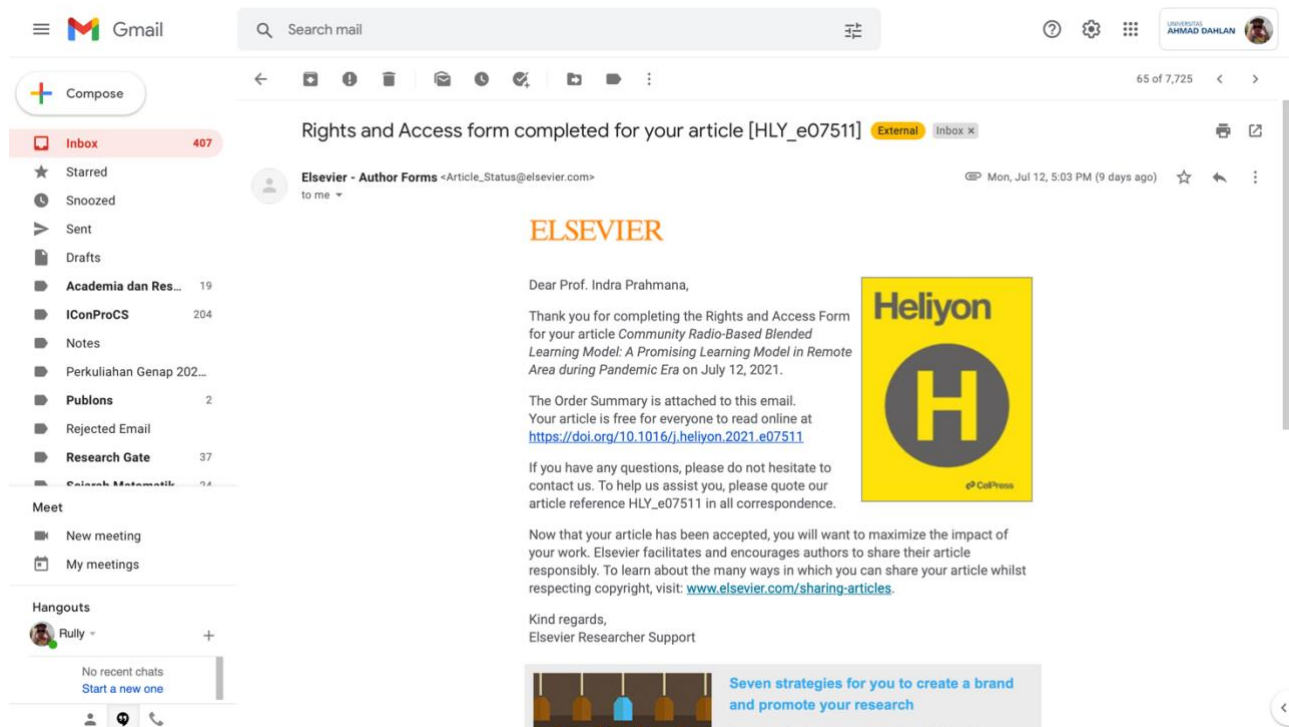 Gmail
Search mail
UNIVERSITAS
AHMAD DAHLAN
Compose
65 of 7,725
Inbox 407
Starred
Snoozed
Sent
Drafts
Academia dan Res... 19
IConProCS 204
Notes
Perkuliahan Genap 202...
Publons 2
Rejected Email
Research Gate 37
Sejarah Matematik... 24
Meet
New meeting
My meetings
Hangouts
Rully
No recent chats
Start a new one
Rights and Access form completed for your article [HLY_e07511] External Inbox ×
Elsevier - Author Forms <Article_Status@elsevier.com>
to me
Mon, Jul 12, 5:03 PM (9 days ago)
ELSEVIER
Dear Prof. Indra Prahmana,
Thank you for completing the Rights and Access Form
for your article Community Radio-Based Blended
Learning Model: A Promising Learning Model in Remote
Area during Pandemic Era on July 12, 2021.
The Order Summary is attached to this email.
Your article is free for everyone to read online at
https://doi.org/10.1016/j.heliyon.2021.e07511
If you have any questions, please do not hesitate to
contact us. To help us assist you, please quote our
article reference HLY_e07511 in all correspondence.
Heliyon
H
CelPress
Now that your article has been accepted, you will want to maximize the impact of
your work. Elsevier facilitates and encourages authors to share their article
responsibly. To learn about the many ways in which you can share your article whilst
respecting copyright, visit: www.elsevier.com/sharing-articles.
Kind regards,
Elsevier Researcher Support
Seven strategies for you to create a brand
and promote your research